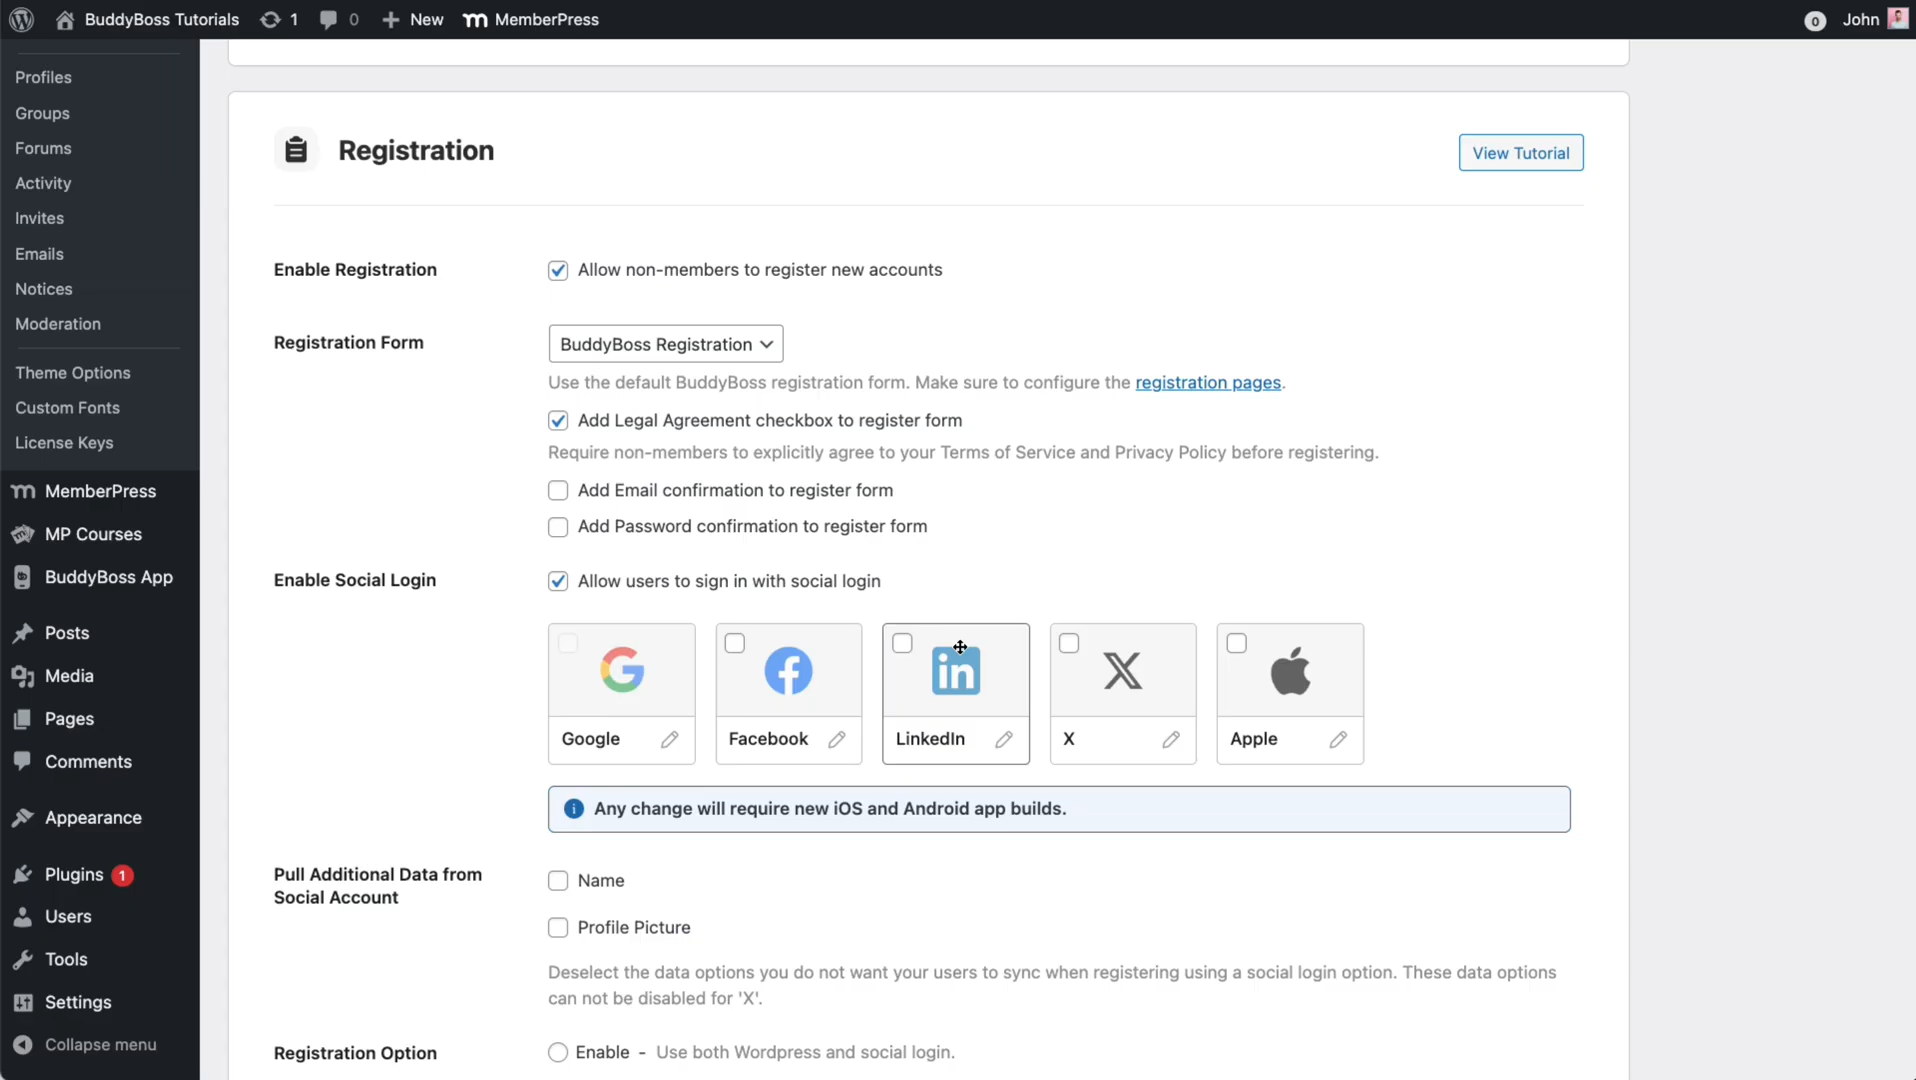 BuddyBoss Tutorials 1 0 New MemberPress 0 John
Profiles
Groups
Forums
Activity
Invites
Emails
Notices
Moderation
Theme Options
Custom Fonts
License Keys
MemberPress
MP Courses
BuddyBoss App
Posts
Media
Pages
Comments
Appearance
Plugins 1
Users
Tools
Settings
Collapse menu
Registration
View Tutorial
Enable Registration
Allow non-members to register new accounts
Registration Form
BuddyBoss Registration
Use the default BuddyBoss registration form. Make sure to configure the registration pages.
Add Legal Agreement checkbox to register form
Require non-members to explicitly agree to your Terms of Service and Privacy Policy before registering.
Add Email confirmation to register form
Add Password confirmation to register form
Enable Social Login
Allow users to sign in with social login
Google Facebook LinkedIn X Apple
Any change will require new iOS and Android app builds.
Pull Additional Data from
Social Account
Name
Profile Picture
Deselect the data options you do not want your users to sync when registering using a social login option. These data options
can not be disabled for 'X'.
Registration Option
Enable - Use both Wordpress and social login.